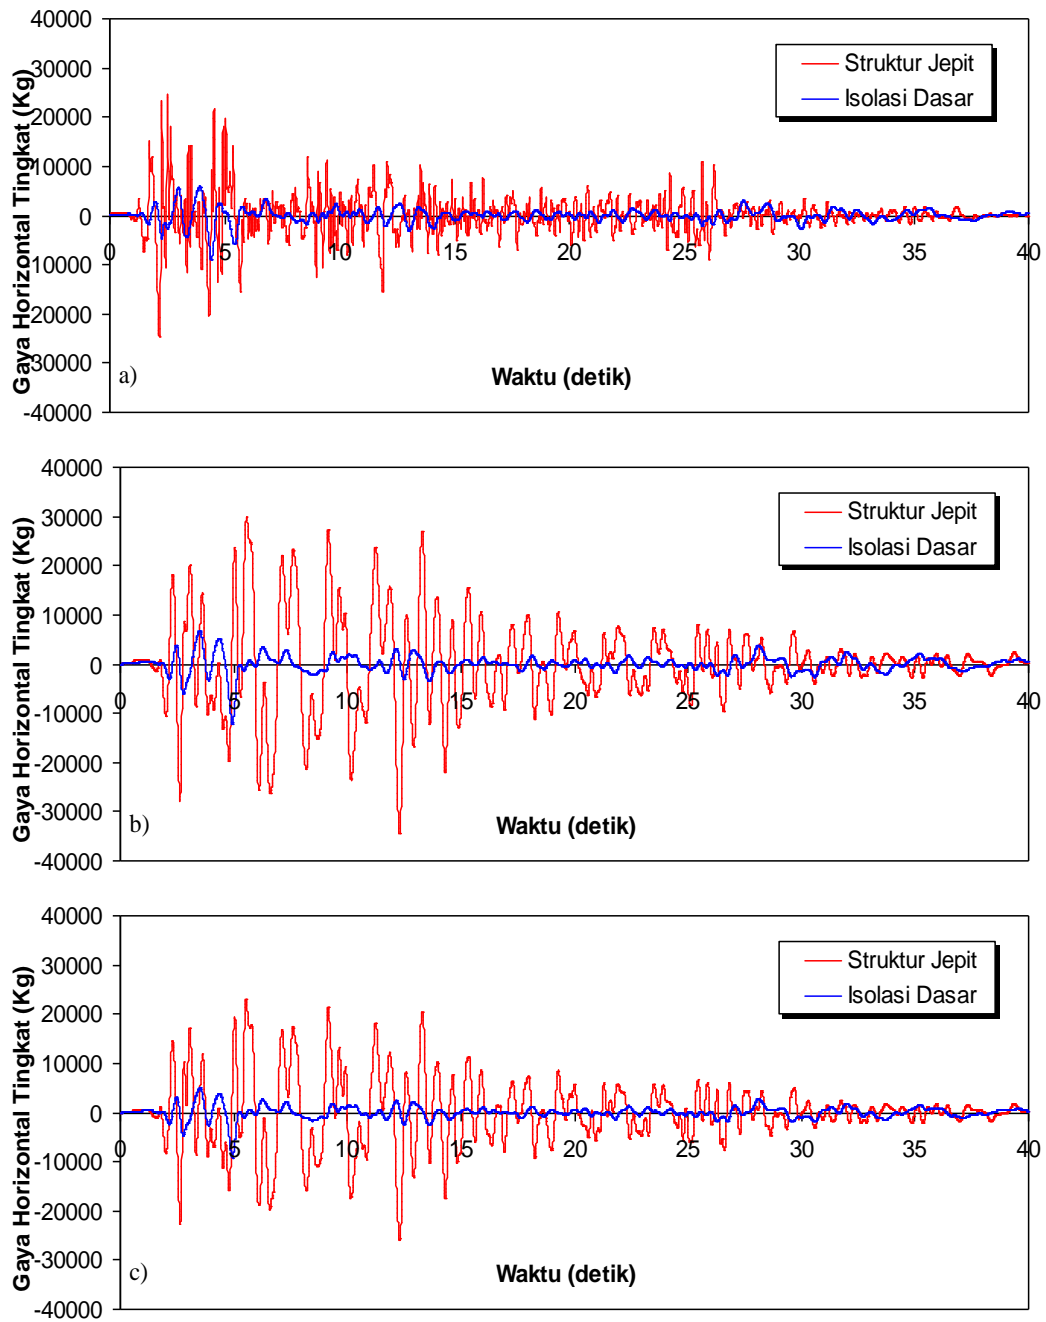 Gaya Horizontal Tingkat (Kg)
40000
30000
20000
10000
0
-10000
-20000
-30000
-40000
Struktur Jepit
Isolasi Dasar
0 5 10 15 20 25 30 35 40
a)
Waktu (detik)
Gaya Horizontal Tingkat (Kg)
40000
30000
20000
10000
0
-10000
-20000
-30000
-40000
Struktur Jepit
Isolasi Dasar
0 5 10 15 20 25 30 35 40
b)
Waktu (detik)
Gaya Horizontal Tingkat (Kg)
40000
30000
20000
10000
0
-10000
-20000
-30000
-40000
Struktur Jepit
Isolasi Dasar
0 5 10 15 20 25 30 35 40
c)
Waktu (detik)